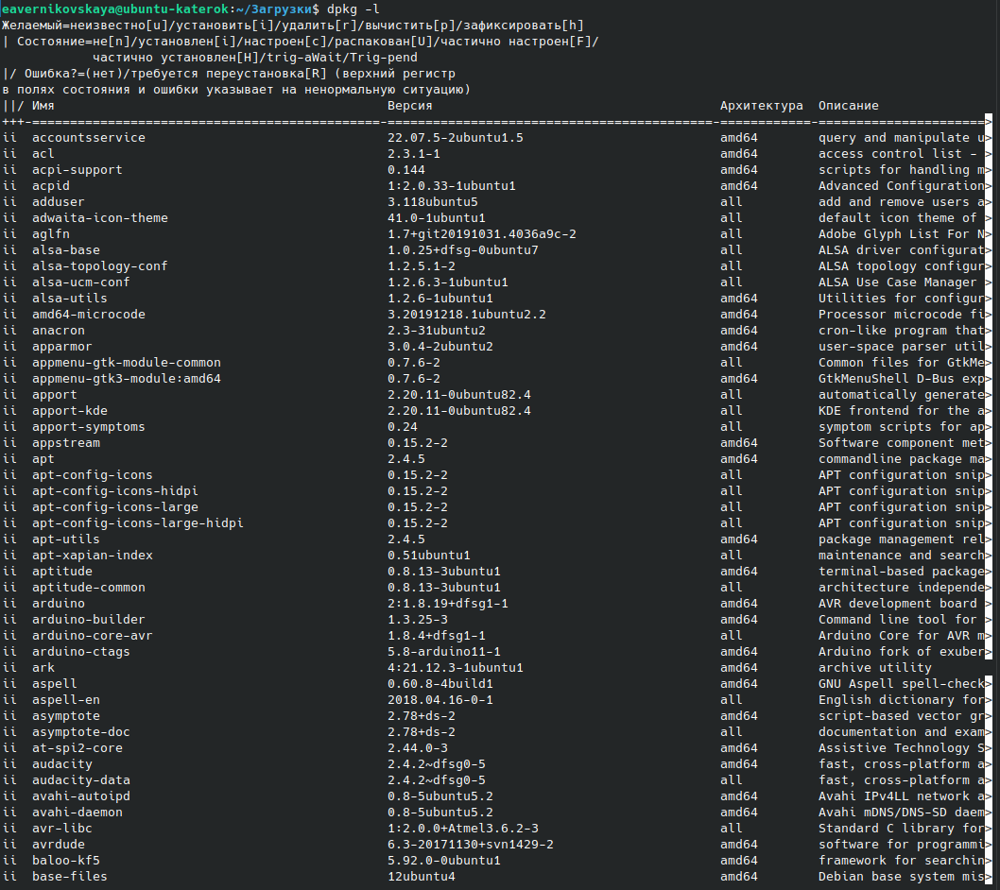 eavernikovskaya@ubuntu-katerok:~/Загрузки$ dpkg -l
Желаемый=неизвестно[u]/установить[i]/удалить[r]/вычистить[p]/зафиксировать[h]
| Состояние=не[n]/установлен[i]/настроен[c]/распакован[U]/частично настроен[F]/
            частично установлен[H]/trig-aWait/Trig-pend
|/ Ошибка?=(нет)/требуется переустановка[R] (верхний регистр
в полях состояния и ошибки указывает на ненормальную ситуацию)
||/ Имя Версия Архитектура Описание
+++-==============================================-===========================================-============-======================>
ii accountsservice 22.07.5-2ubuntu1.5 amd64 query and manipulate u>
ii acl 2.3.1-1 amd64 access control list - >
ii acpi-support 0.144 amd64 scripts for handling m>
ii acpid 1:2.0.33-1ubuntu1 amd64 Advanced Configuration>
ii adduser 3.118ubuntu5 all add and remove users a>
ii adwaita-icon-theme 41.0-1ubuntu1 all default icon theme of >
ii aglfn 1.7+git20191031.4036a9c-2 all Adobe Glyph List For N>
ii alsa-base 1.0.25+dfsg-0ubuntu7 all ALSA driver configurat>
ii alsa-topology-conf 1.2.5.1-2 all ALSA topology configur>
ii alsa-ucm-conf 1.2.6.3-1ubuntu1 all ALSA Use Case Manager >
ii alsa-utils 1.2.6-1ubuntu1 amd64 Utilities for configur>
ii amd64-microcode 3.20191218.1ubuntu2.2 amd64 Processor microcode fi>
ii anacron 2.3-31ubuntu2 amd64 cron-like program that>
ii apparmor 3.0.4-2ubuntu2 amd64 user-space parser util>
ii appmenu-gtk-module-common 0.7.6-2 all Common files for GtkMe>
ii appmenu-gtk3-module:amd64 0.7.6-2 amd64 GtkMenuShell D-Bus exp>
ii apport 2.20.11-0ubuntu82.4 all automatically generate>
ii apport-kde 2.20.11-0ubuntu82.4 all KDE frontend for the a>
ii apport-symptoms 0.24 all symptom scripts for ap>
ii appstream 0.15.2-2 amd64 Software component met>
ii apt 2.4.5 amd64 commandline package ma>
ii apt-config-icons 0.15.2-2 all APT configuration snip>
ii apt-config-icons-hidpi 0.15.2-2 all APT configuration snip>
ii apt-config-icons-large 0.15.2-2 all APT configuration snip>
ii apt-config-icons-large-hidpi 0.15.2-2 all APT configuration snip>
ii apt-utils 2.4.5 amd64 package management rel>
ii apt-xapian-index 0.51ubuntu1 all maintenance and search>
ii aptitude 0.8.13-3ubuntu1 amd64 terminal-based package>
ii aptitude-common 0.8.13-3ubuntu1 all architecture independe>
ii arduino 2:1.8.19+dfsg1-1 amd64 AVR development board >
ii arduino-builder 1.3.25-3 amd64 Command line tool for >
ii arduino-core-avr 1.8.4+dfsg1-1 all Arduino Core for AVR m>
ii arduino-ctags 5.8-arduino11-1 amd64 Arduino fork of exuber>
ii ark 4:21.12.3-1ubuntu1 amd64 archive utility
ii aspell 0.60.8-4build1 amd64 GNU Aspell spell-check>
ii aspell-en 2018.04.16-0-1 all English dictionary for>
ii asymptote 2.78+ds-2 amd64 script-based vector gr>
ii asymptote-doc 2.78+ds-2 all documentation and exam>
ii at-spi2-core 2.44.0-3 amd64 Assistive Technology S>
ii audacity 2.4.2~dfsg0-5 amd64 fast, cross-platform a>
ii audacity-data 2.4.2~dfsg0-5 all fast, cross-platform a>
ii avahi-autoipd 0.8-5ubuntu5.2 amd64 Avahi IPv4LL network a>
ii avahi-daemon 0.8-5ubuntu5.2 amd64 Avahi mDNS/DNS-SD daem>
ii avr-libc 1:2.0.0+Atmel3.6.2-3 all Standard C library for>
ii avrdude 6.3-20171130+svn1429-2 amd64 software for programmi>
ii baloo-kf5 5.92.0-0ubuntu1 amd64 framework for searchin>
ii base-files 12ubuntu4 amd64 Debian base system mis>